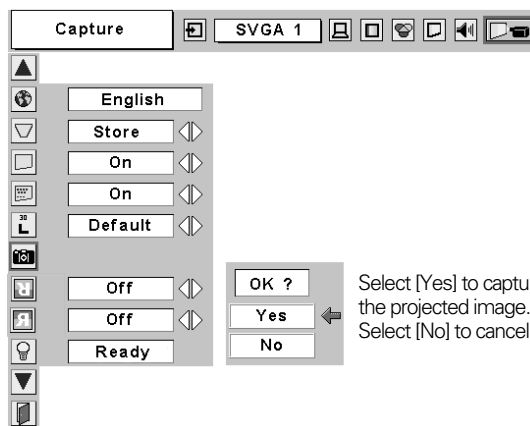 Capture
SVGA 1
English
Store
On
On
30
L
Default
Off
Off
Ready
OK ?
Yes
No
Select [Yes] to captu
the projected image.
Select [No] to cancel